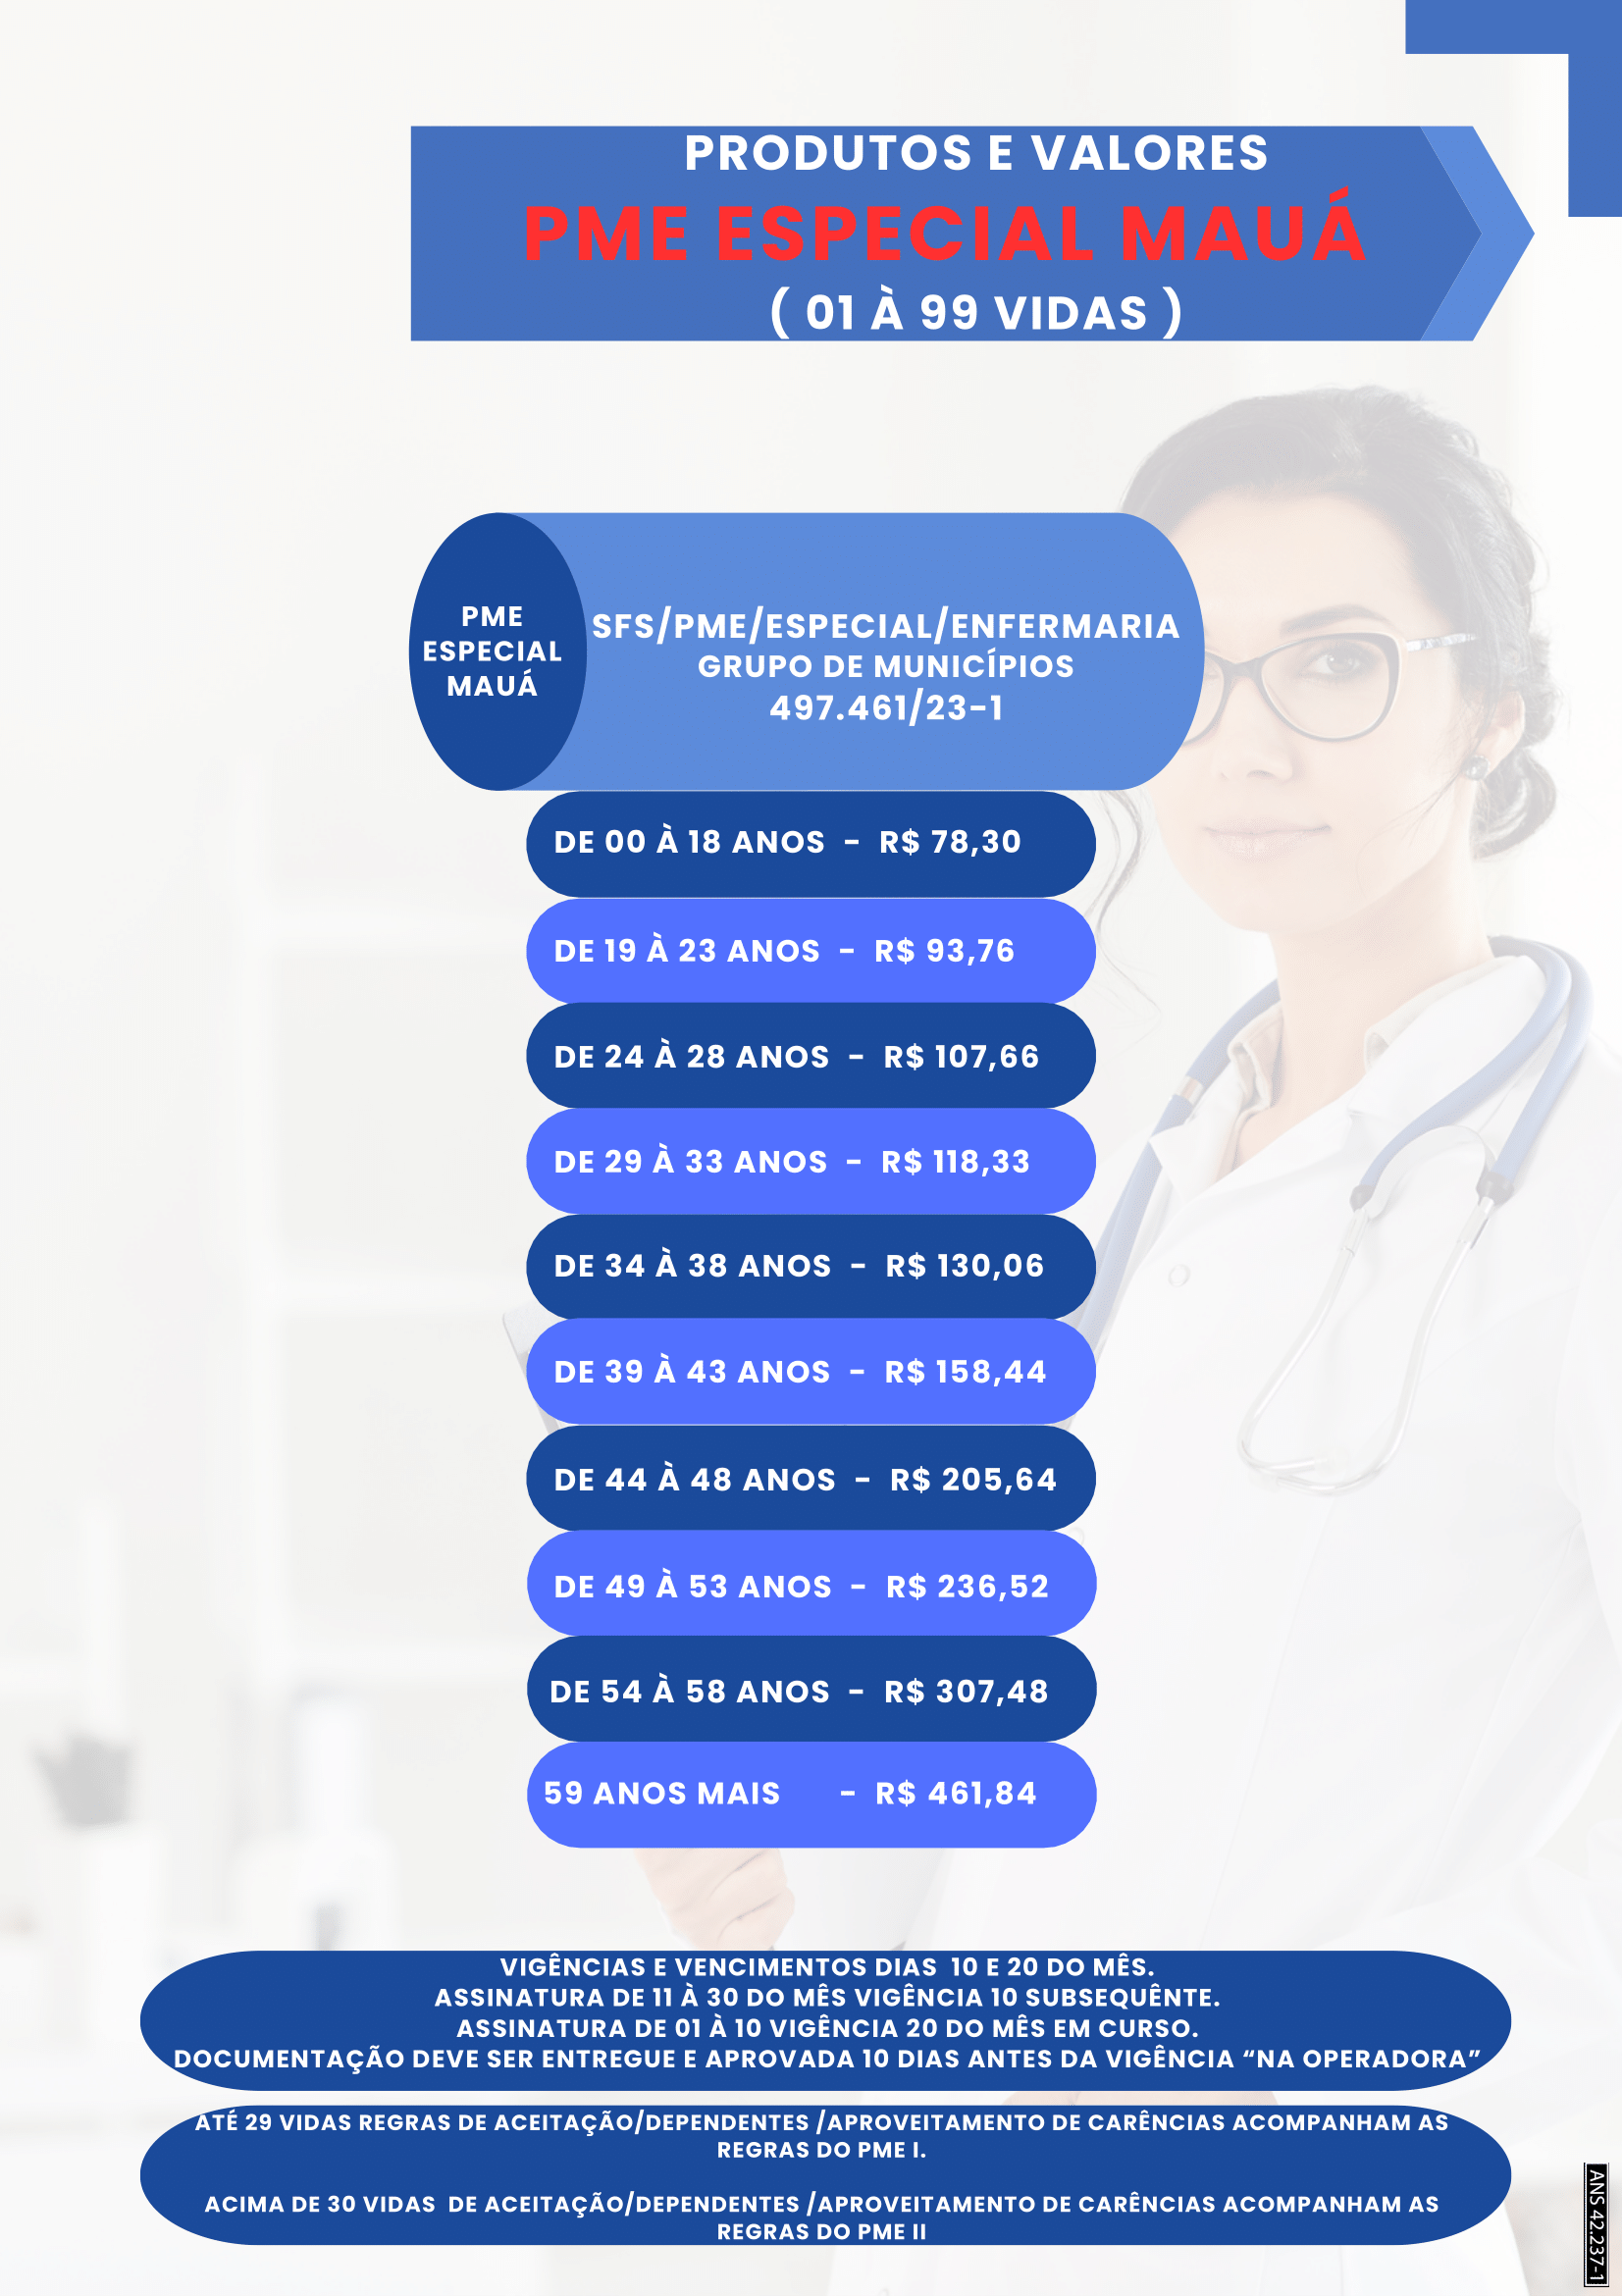 PRODUTOS E VALORES
PME ESPECIAL MAUÁ
( 01 À 99 VIDAS )
PME
ESPECIAL
MAUÁ
SFS/PME/ESPECIAL/ENFERMARIA
GRUPO DE MUNICÍPIOS
497.461/23-1
DE 00 À 18 ANOS - R$ 78,30
DE 19 À 23 ANOS - R$ 93,76
DE 24 À 28 ANOS - R$ 107,66
DE 29 À 33 ANOS - R$ 118,33
DE 34 À 38 ANOS - R$ 130,06
DE 39 À 43 ANOS - R$ 158,44
DE 44 À 48 ANOS - R$ 205,64
DE 49 À 53 ANOS - R$ 236,52
DE 54 À 58 ANOS - R$ 307,48
59 ANOS MAIS - R$ 461,84
VIGÊNCIAS E VENCIMENTOS DIAS 10 E 20 DO MÊS.
ASSINATURA DE 11 À 30 DO MÊS VIGÊNCIA 10 SUBSEQUÊNTE.
ASSINATURA DE 01 À 10 VIGÊNCIA 20 DO MÊS EM CURSO.
DOCUMENTAÇÃO DEVE SER ENTREGUE E APROVADA 10 DIAS ANTES DA VIGÊNCIA “NA OPERADORA”
ATÉ 29 VIDAS REGRAS DE ACEITAÇÃO/DEPENDENTES /APROVEITAMENTO DE CARÊNCIAS ACOMPANHAM AS
REGRAS DO PME I.
ACIMA DE 30 VIDAS DE ACEITAÇÃO/DEPENDENTES /APROVEITAMENTO DE CARÊNCIAS ACOMPANHAM AS
REGRAS DO PME II
ANS 42.237-1